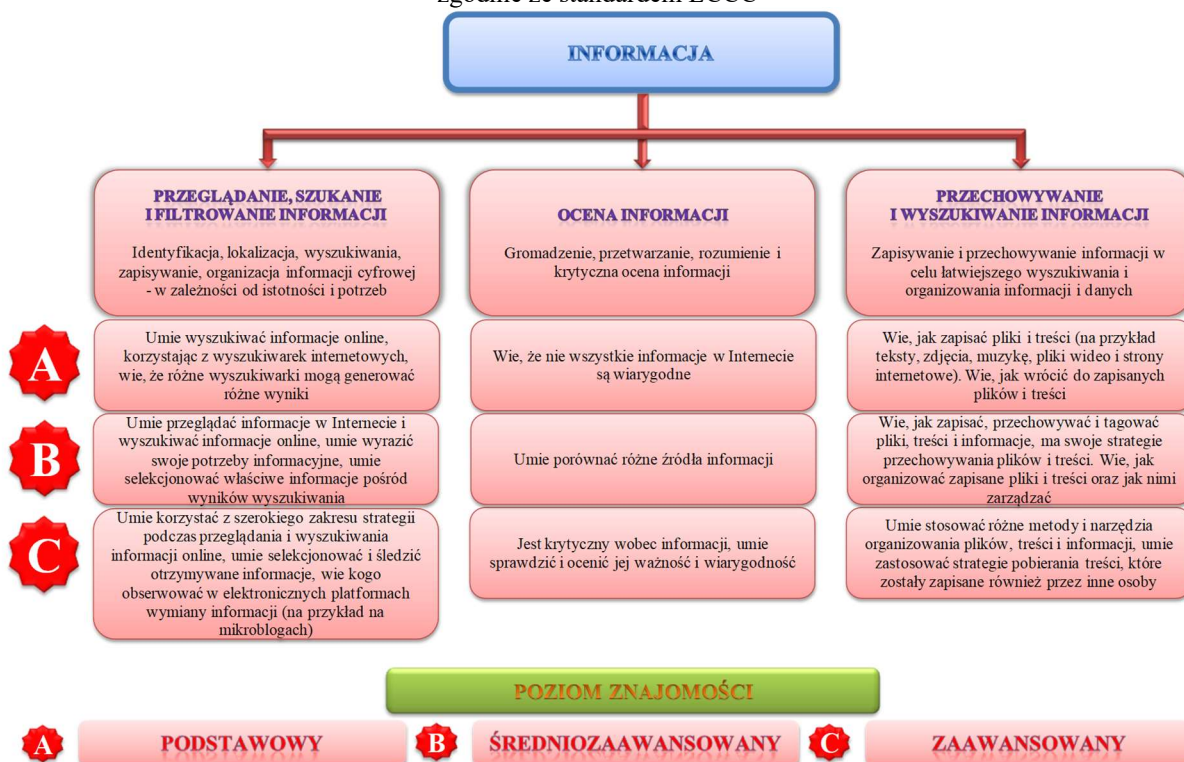 zgodnie ze standardem ECCC
INFORMACJA
PRZEGLĄDANIE, SZUKANIE
I FILTROWANIE INFORMACJI
Identyfikacja, lokalizacja, wyszukiwania,
zapisywanie, organizacja informacji cyfrowej
- w zależności od istotności i potrzeb
OCENA INFORMACJI
Gromadzenie, przetwarzanie, rozumienie i
krytyczna ocena informacji
PRZECHOWYWANIE
I WYSZUKIWANIE INFORMACJI
Zapisywanie i przechowywanie informacji w
celu łatwiejszego wyszukiwania i
organizowania informacji i danych
A
Umie wyszukiwać informacje online,
korzystając z wyszukiwarek internetowych,
wie, że różne wyszukiwarki mogą generować
różne wyniki
Wie, że nie wszystkie informacje w Internecie
są wiarygodne
Wie, jak zapisać pliki i treści (na przykład
teksty, zdjęcia, muzykę, pliki wideo i strony
internetowe). Wie, jak wrócić do zapisanych
plików i treści
B
Umie przeglądać informacje w Internecie i
wyszukiwać informacje online, umie wyrazić
swoje potrzeby informacyjne, umie
selekcjonować właściwe informacje pośród
wyników wyszukiwania
Umie porównać różne źródła informacji
Wie, jak zapisać, przechowywać i tagować
pliki, treści i informacje, ma swoje strategie
przechowywania plików i treści. Wie, jak
organizować zapisane pliki i treści oraz jak nimi
zarządzać
C
Umie korzystać z szerokiego zakresu strategii
podczas przeglądania i wyszukiwania
informacji online, umie selekcjonować i śledzić
otrzymywane informacje, wie kogo
obserwować w elektronicznych platformach
wymiany informacji (na przykład na
mikroblogach)
Jest krytyczny wobec informacji, umie
sprawdzić i ocenić jej ważność i wiarygodność
Umie stosować różne metody i narzędzia
organizowania plików, treści i informacji, umie
zastosować strategie pobierania treści, które
zostały zapisane również przez inne osoby
POZIOM ZNAJOMOŚCI
A PODSTAWOWY
B ŚREDNIOZAAWANSOWANY
C ZAAWANSOWANY